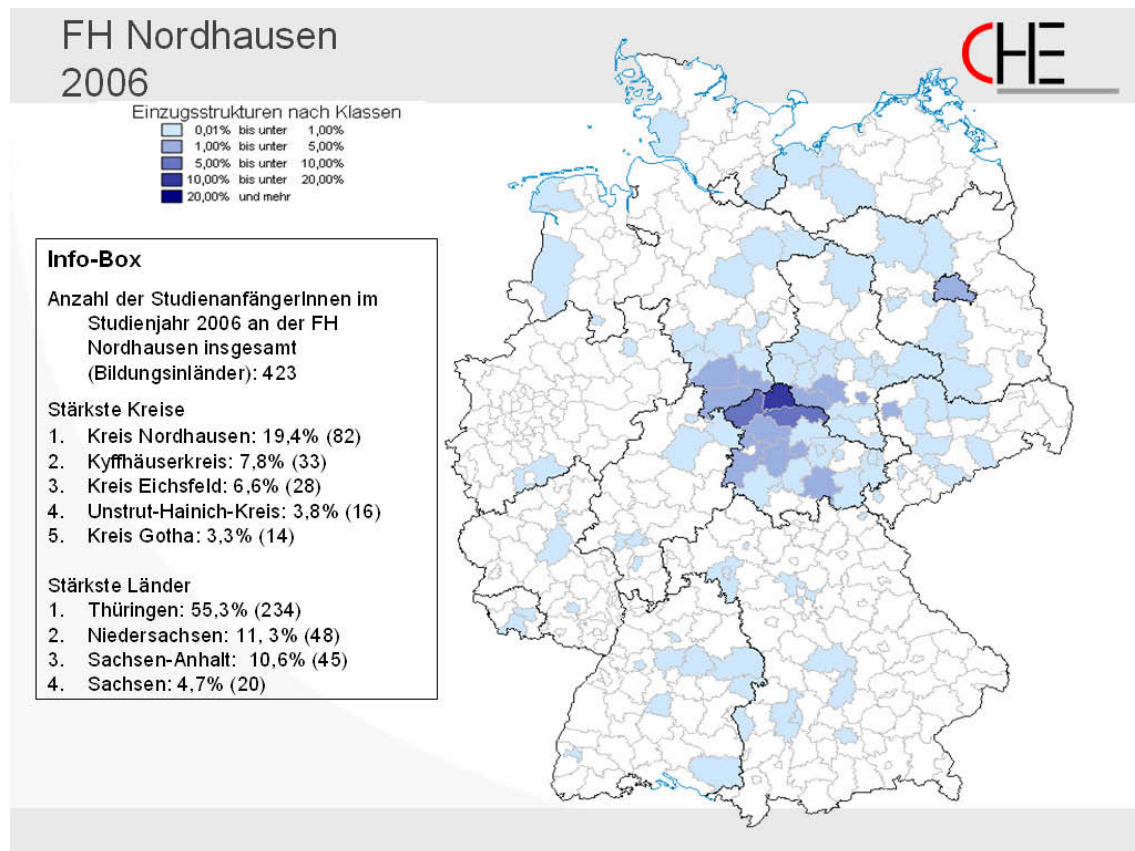 FH Nordhausen
2006
CHE
Einzugsstrukturen nach Klassen
0,01% bis unter 1,00%
1,00% bis unter 5,00%
5,00% bis unter 10,00%
10,00% bis unter 20,00%
20,00% und mehr
Info-Box
Anzahl der StudienanfängerInnen im
Studienjahr 2006 an der FH
Nordhausen insgesamt
(Bildungsinländer): 423
Stärkste Kreise
1. Kreis Nordhausen: 19,4% (82)
2. Kyffhäuserkreis: 7,8% (33)
3. Kreis Eichsfeld: 6,6% (28)
4. Unstrut-Hainich-Kreis: 3,8% (16)
5. Kreis Gotha: 3,3% (14)
Stärkste Länder
1. Thüringen: 55,3% (234)
2. Niedersachsen: 11, 3% (48)
3. Sachsen-Anhalt: 10,6% (45)
4. Sachsen: 4,7% (20)